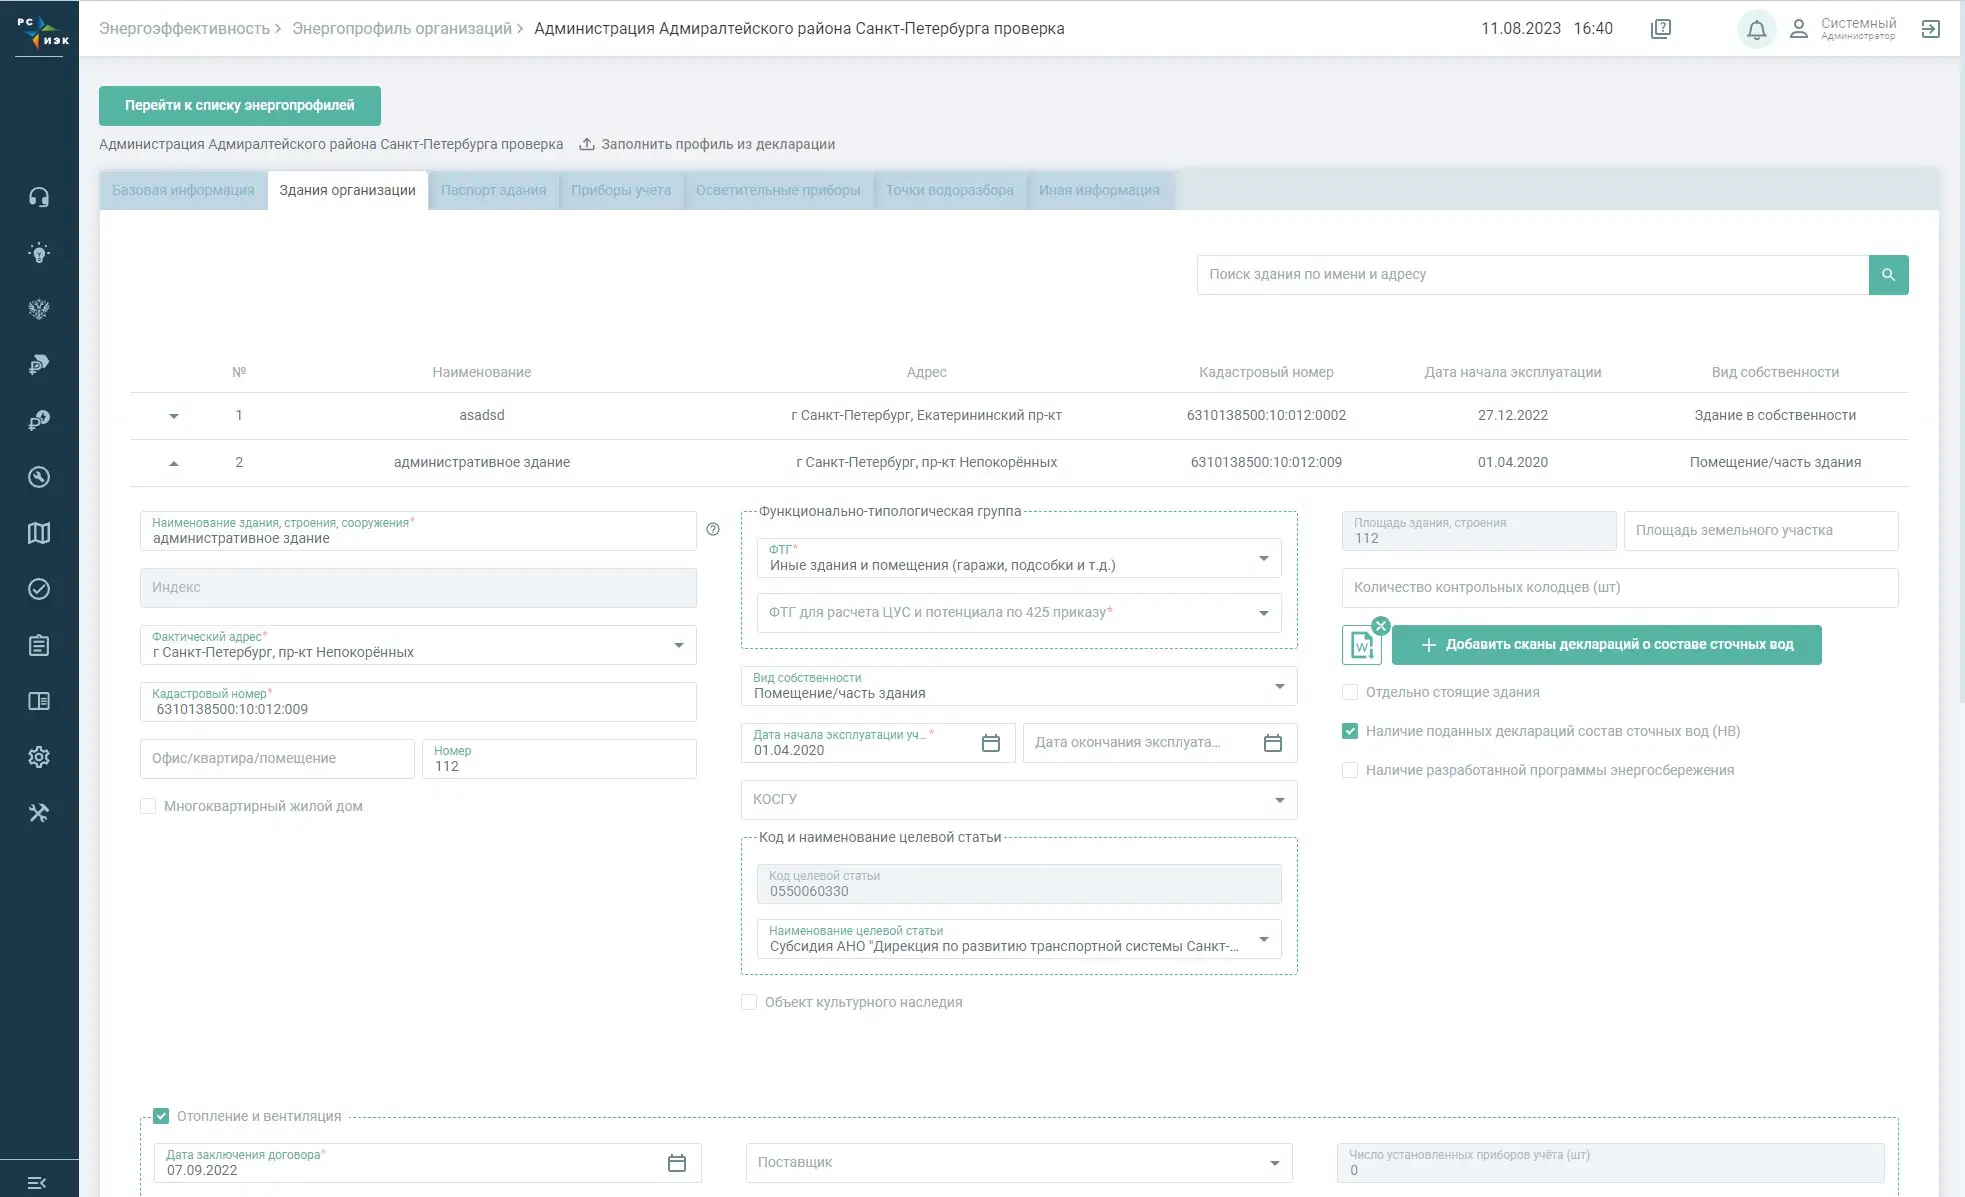 РС
ИЭК
Энергоэффективность > Энергопрофиль организаций > Администрация Адмиралтейского района Санкт-Петербурга проверка
11.08.2023 16:40
Системный
Администратор
Перейти к списку энергопрофилей
Администрация Адмиралтейского района Санкт-Петербурга проверка Заполнить профиль из декларации
Базовая информация Здания организации Паспорт здания Приборы учета Осветительные приборы Точки водоразбора Иная информация
Поиск здания по имени и адресу
№ Наименование Адрес Кадастровый номер Дата начала эксплуатации Вид собственности
1 asadsd г Санкт-Петербург, Екатерининский пр-кт 6310138500:10:012:0002 27.12.2022 Здание в собственности
2 административное здание г Санкт-Петербург, пр-кт Непокорённых 6310138500:10:012:009 01.04.2020 Помещение/часть здания
Наименование здания, строения, сооружения*
административное здание
Индекс
Фактический адрес*
г Санкт-Петербург, пр-кт Непокорённых
Кадастровый номер*
6310138500:10:012:009
Офис/квартира/помещение
Номер
112
Многоквартирный жилой дом
Функционально-типологическая группа
ФТГ*
Иные здания и помещения (гаражи, подсобки и т.д.)
ФТГ для расчета ЦУС и потенциала по 425 приказу*
Вид собственности
Помещение/часть здания
Дата начала эксплуатации уч... *
01.04.2020
Дата окончания эксплуата...
КОСГУ
Код и наименование целевой статьи
Код целевой статьи
0550060330
Наименование целевой статьи
Субсидия АНО "Дирекция по развитию транспортной системы Санкт-...
Объект культурного наследия
Площадь здания, строения
112
Площадь земельного участка
Количество контрольных колодцев (шт)
W
Добавить сканы деклараций о составе сточных вод
Отдельно стоящие здания
Наличие поданных деклараций состав сточных вод (НВ)
Наличие разработанной программы энергосбережения
Отопление и вентиляция
Дата заключения договора*
07.09.2022
Поставщик
Число установленных приборов учёта (шт)
0